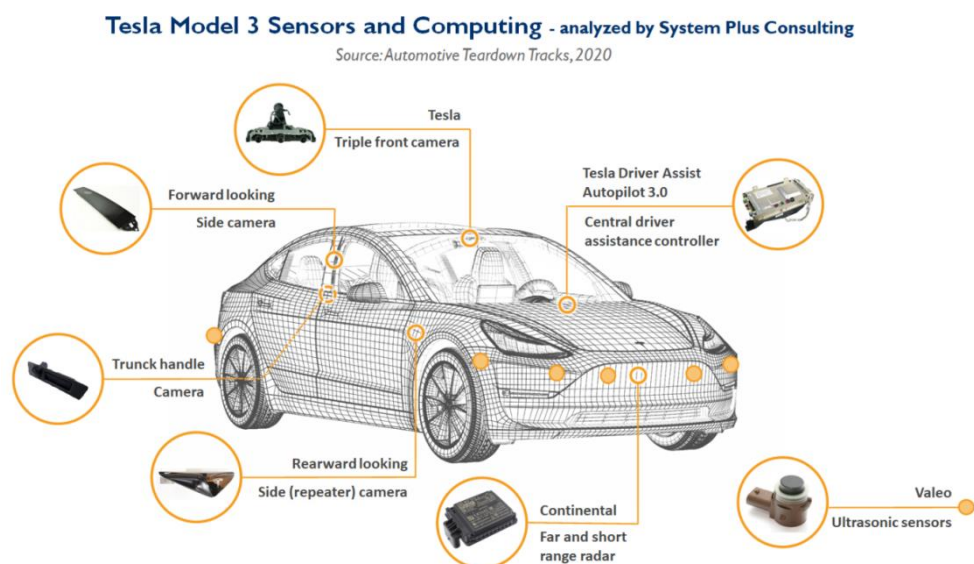 Tesla Model 3 Sensors and Computing - analyzed by System Plus Consulting
Source: Automotive Teardown Tracks, 2020
Tesla
Triple front camera
Forward looking
Side camera
Tesla Driver Assist
Autopilot 3.0
Central driver
assistance controller
Trunck handle
Camera
Rearward looking
Side (repeater) camera
Continental
Far and short
range radar
Valeo
Ultrasonic sensors